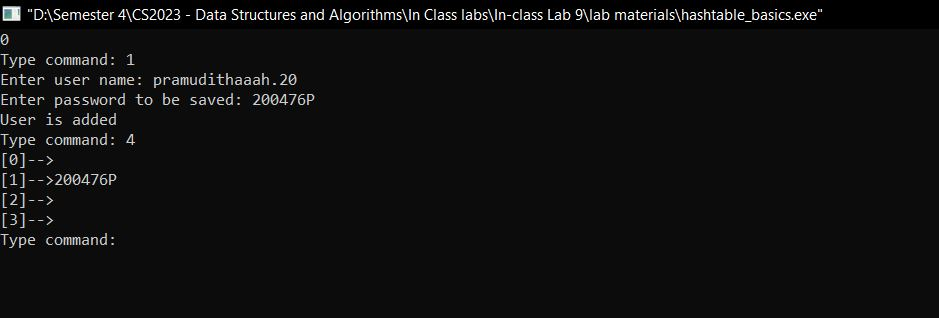 "D:\Semester 4\CS2023 - Data Structures and Algorithms\In Class labs\In-class Lab 9\lab materials\hashtable_basics.exe"
0
Type command: 1
Enter user name: pramudithaaah.20
Enter password to be saved: 200476P
User is added
Type command: 4
[0]-->
[1]-->200476P
[2]-->
[3]-->
Type command: